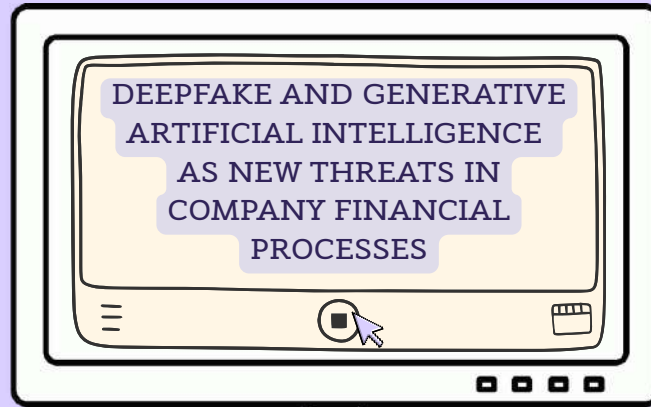 DEEPFAKE AND GENERATIVE
ARTIFICIAL INTELLIGENCE
AS NEW THREATS IN
COMPANY FINANCIAL
PROCESSES